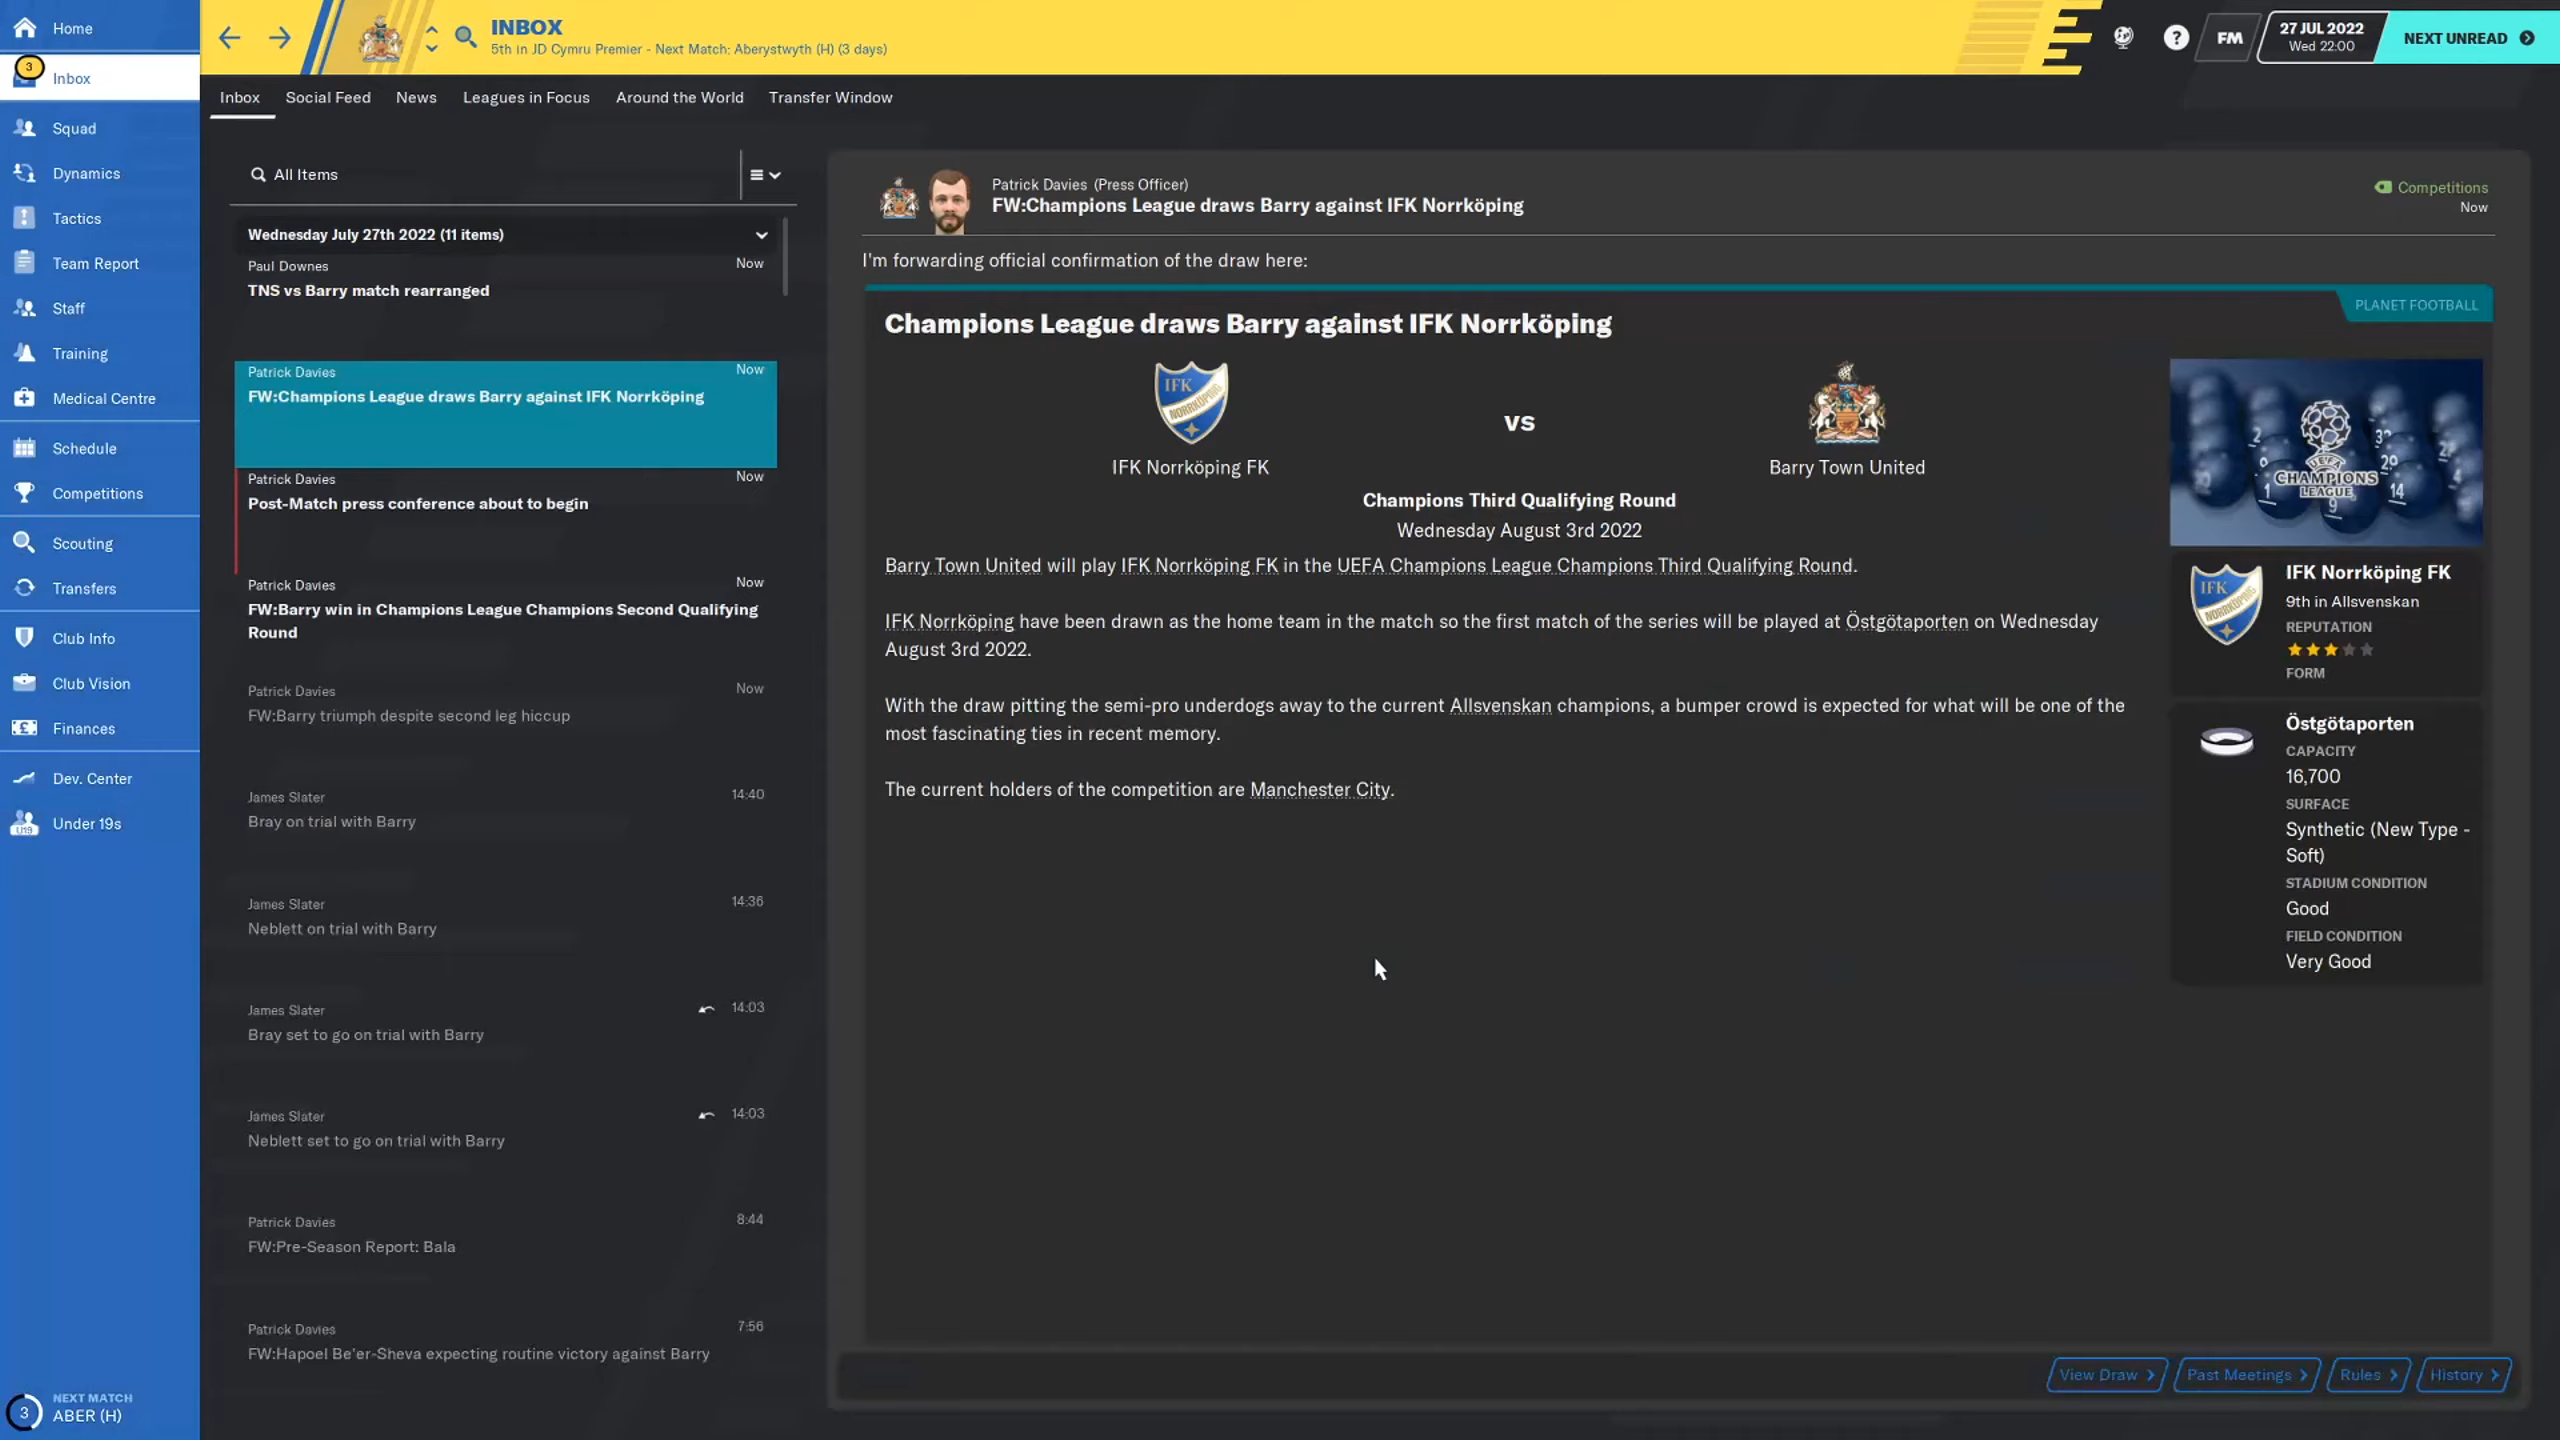 Home
INBOX
5th in JD Cymru Premier - Next Match: Aberystwyth (H) (3 days)
FM
27 JUL 2022
Wed 22:00
NEXT UNREAD
3
Inbox
Squad
Dynamics
Tactics
Team Report
Staff
Training
Medical Centre
Schedule
Competitions
Scouting
Transfers
Club Info
Club Vision
Finances
Dev. Center
U19
Under 19s
3
NEXT MATCH
ABER (H)
Inbox Social Feed News Leagues in Focus Around the World Transfer Window
All Items
Wednesday July 27th 2022 (11 items)
Paul Downes Now
TNS vs Barry match rearranged
Patrick Davies Now
FW:Champions League draws Barry against IFK Norrköping
Patrick Davies Now
Post-Match press conference about to begin
Patrick Davies Now
FW:Barry win in Champions League Champions Second Qualifying
Round
Patrick Davies Now
FW:Barry triumph despite second leg hiccup
James Slater 14:40
Bray on trial with Barry
James Slater 14:36
Neblett on trial with Barry
James Slater 14:03
Bray set to go on trial with Barry
James Slater 14:03
Neblett set to go on trial with Barry
Patrick Davies 8:44
FW:Pre-Season Report: Bala
Patrick Davies 7:56
FW:Hapoel Be'er-Sheva expecting routine victory against Barry
Patrick Davies (Press Officer)
FW:Champions League draws Barry against IFK Norrköping
Competitions
Now
I'm forwarding official confirmation of the draw here:
PLANET FOOTBALL
Champions League draws Barry against IFK Norrköping
IFK
NORRKÖPING
vs
IFK Norrköping FK
Barry Town United
Champions Third Qualifying Round
Wednesday August 3rd 2022
Barry Town United will play IFK Norrköping FK in the UEFA Champions League Champions Third Qualifying Round.
IFK Norrköping have been drawn as the home team in the match so the first match of the series will be played at Östgötaporten on Wednesday
August 3rd 2022.
With the draw pitting the semi-pro underdogs away to the current Allsvenskan champions, a bumper crowd is expected for what will be one of the
most fascinating ties in recent memory.
The current holders of the competition are Manchester City.
UEFA
CHAMPIONS
LEAGUE
IFK
NORRKÖPING
IFK Norrköping FK
9th in Allsvenskan
REPUTATION
FORM
Östgötaporten
CAPACITY
16,700
SURFACE
Synthetic (New Type -
Soft)
STADIUM CONDITION
Good
FIELD CONDITION
Very Good
View Draw
Past Meetings
Rules
History